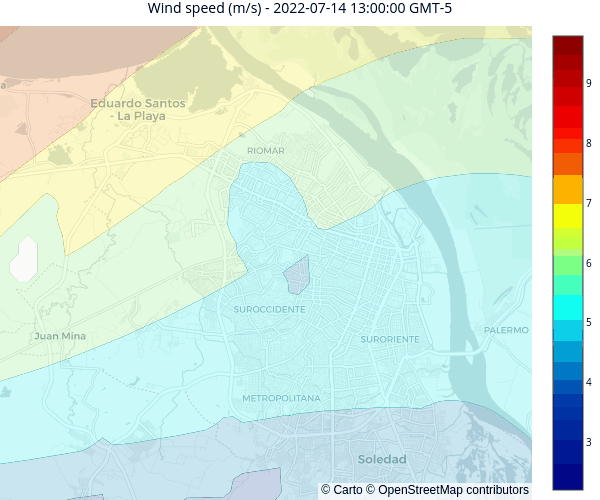 Wind speed (m/s) - 2022-07-14 13:00:00 GMT-5
9
a
Eduardo Santos
- La Playa
8
RIOMAR
7
6
SUROCCIDENTE
5
PALERMO
Juan Mina
SURORIENTE
4
METROPOLITANA
3
Soledad
© Carto © OpenStreetMap contributors